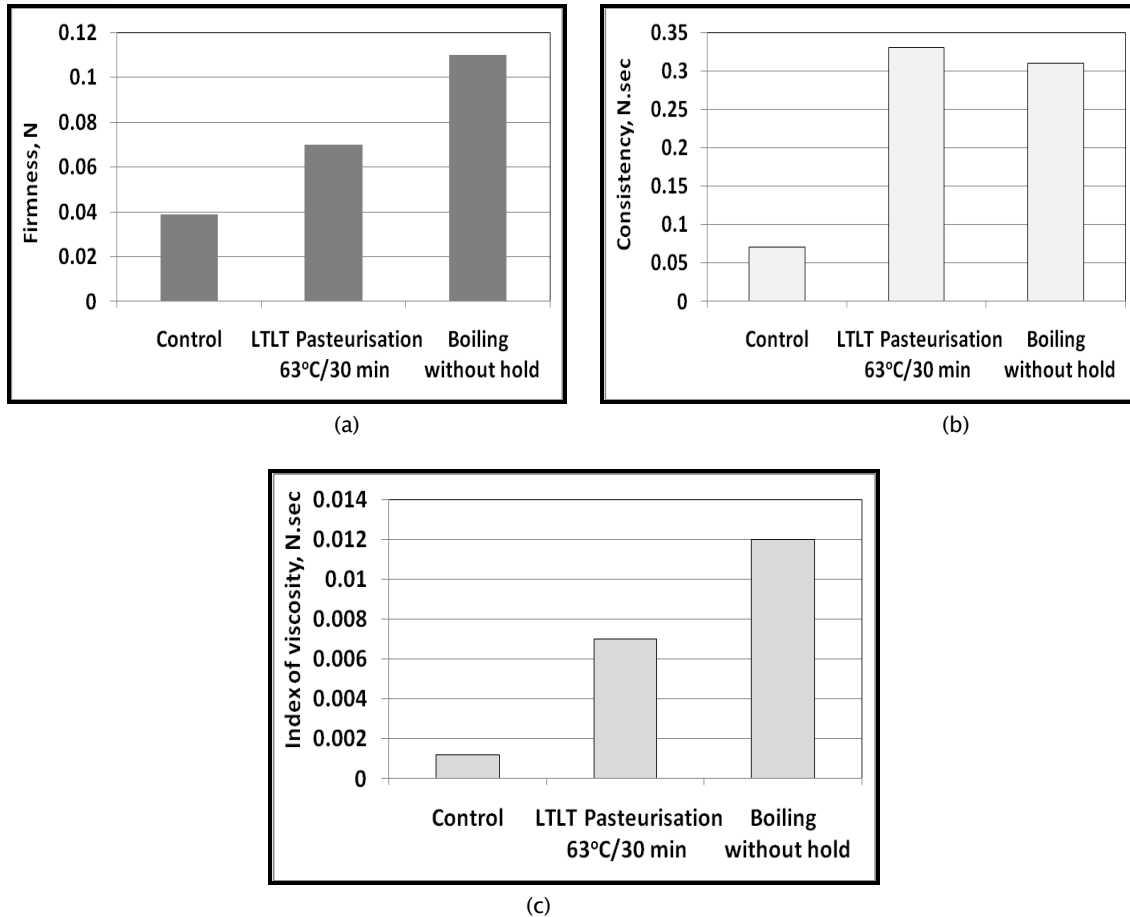 Firmness, N
0.12
0.1
0.08
0.06
0.04
0.02
0
Control
LTLT Pasteurisation
63°C/30 min
Boiling
without hold
(a)
Consistency, N.sec
0.35
0.3
0.25
0.2
0.15
0.1
0.05
0
Control
LTLT Pasteurisation
63°C/30 min
Boiling
without hold
(b)
Index of viscosity, N.sec
0.014
0.012
0.01
0.008
0.006
0.004
0.002
0
Control
LTLT Pasteurisation
63°C/30 min
Boiling
without hold
(c)